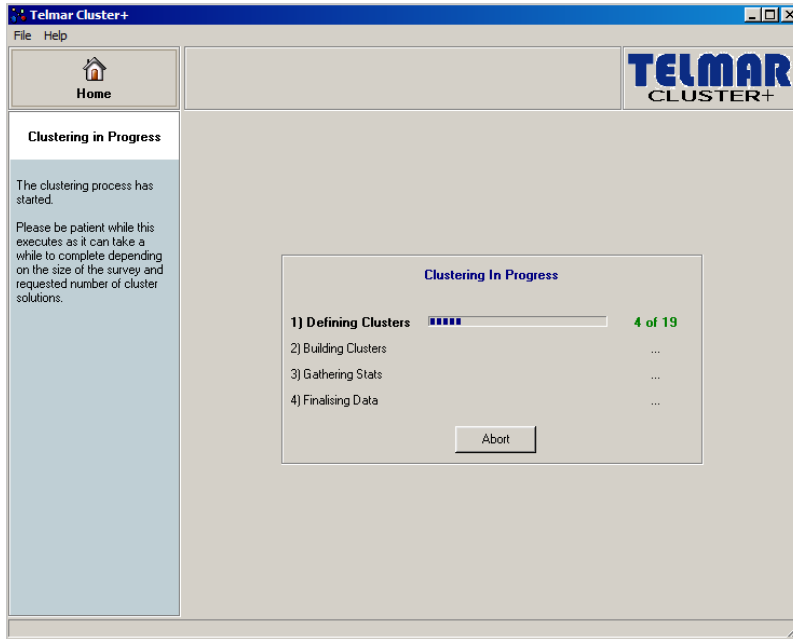 Telmar Cluster+
File Help
Home
TELMAR
CLUSTER+
Clustering in Progress
The clustering process has
started.
Please be patient while this
executes as it can take a
while to complete depending
on the size of the survey and
requested number of cluster
solutions.
Clustering In Progress
1) Defining Clusters 4 of 19
2) Building Clusters ...
3) Gathering Stats ...
4) Finalising Data ...
Abort